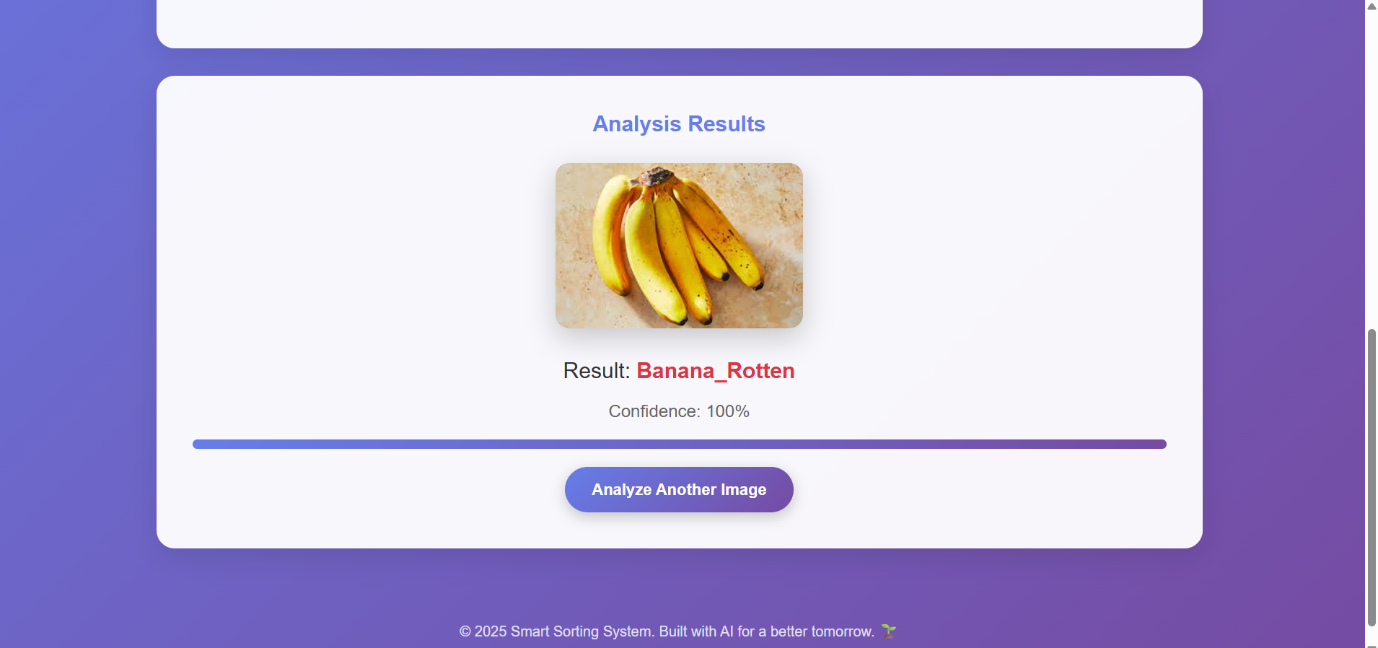 Analysis Results
Result: Banana_Rotten
Confidence: 100%
Analyze Another Image
© 2025 Smart Sorting System. Built with AI for a better tomorrow. 🌱